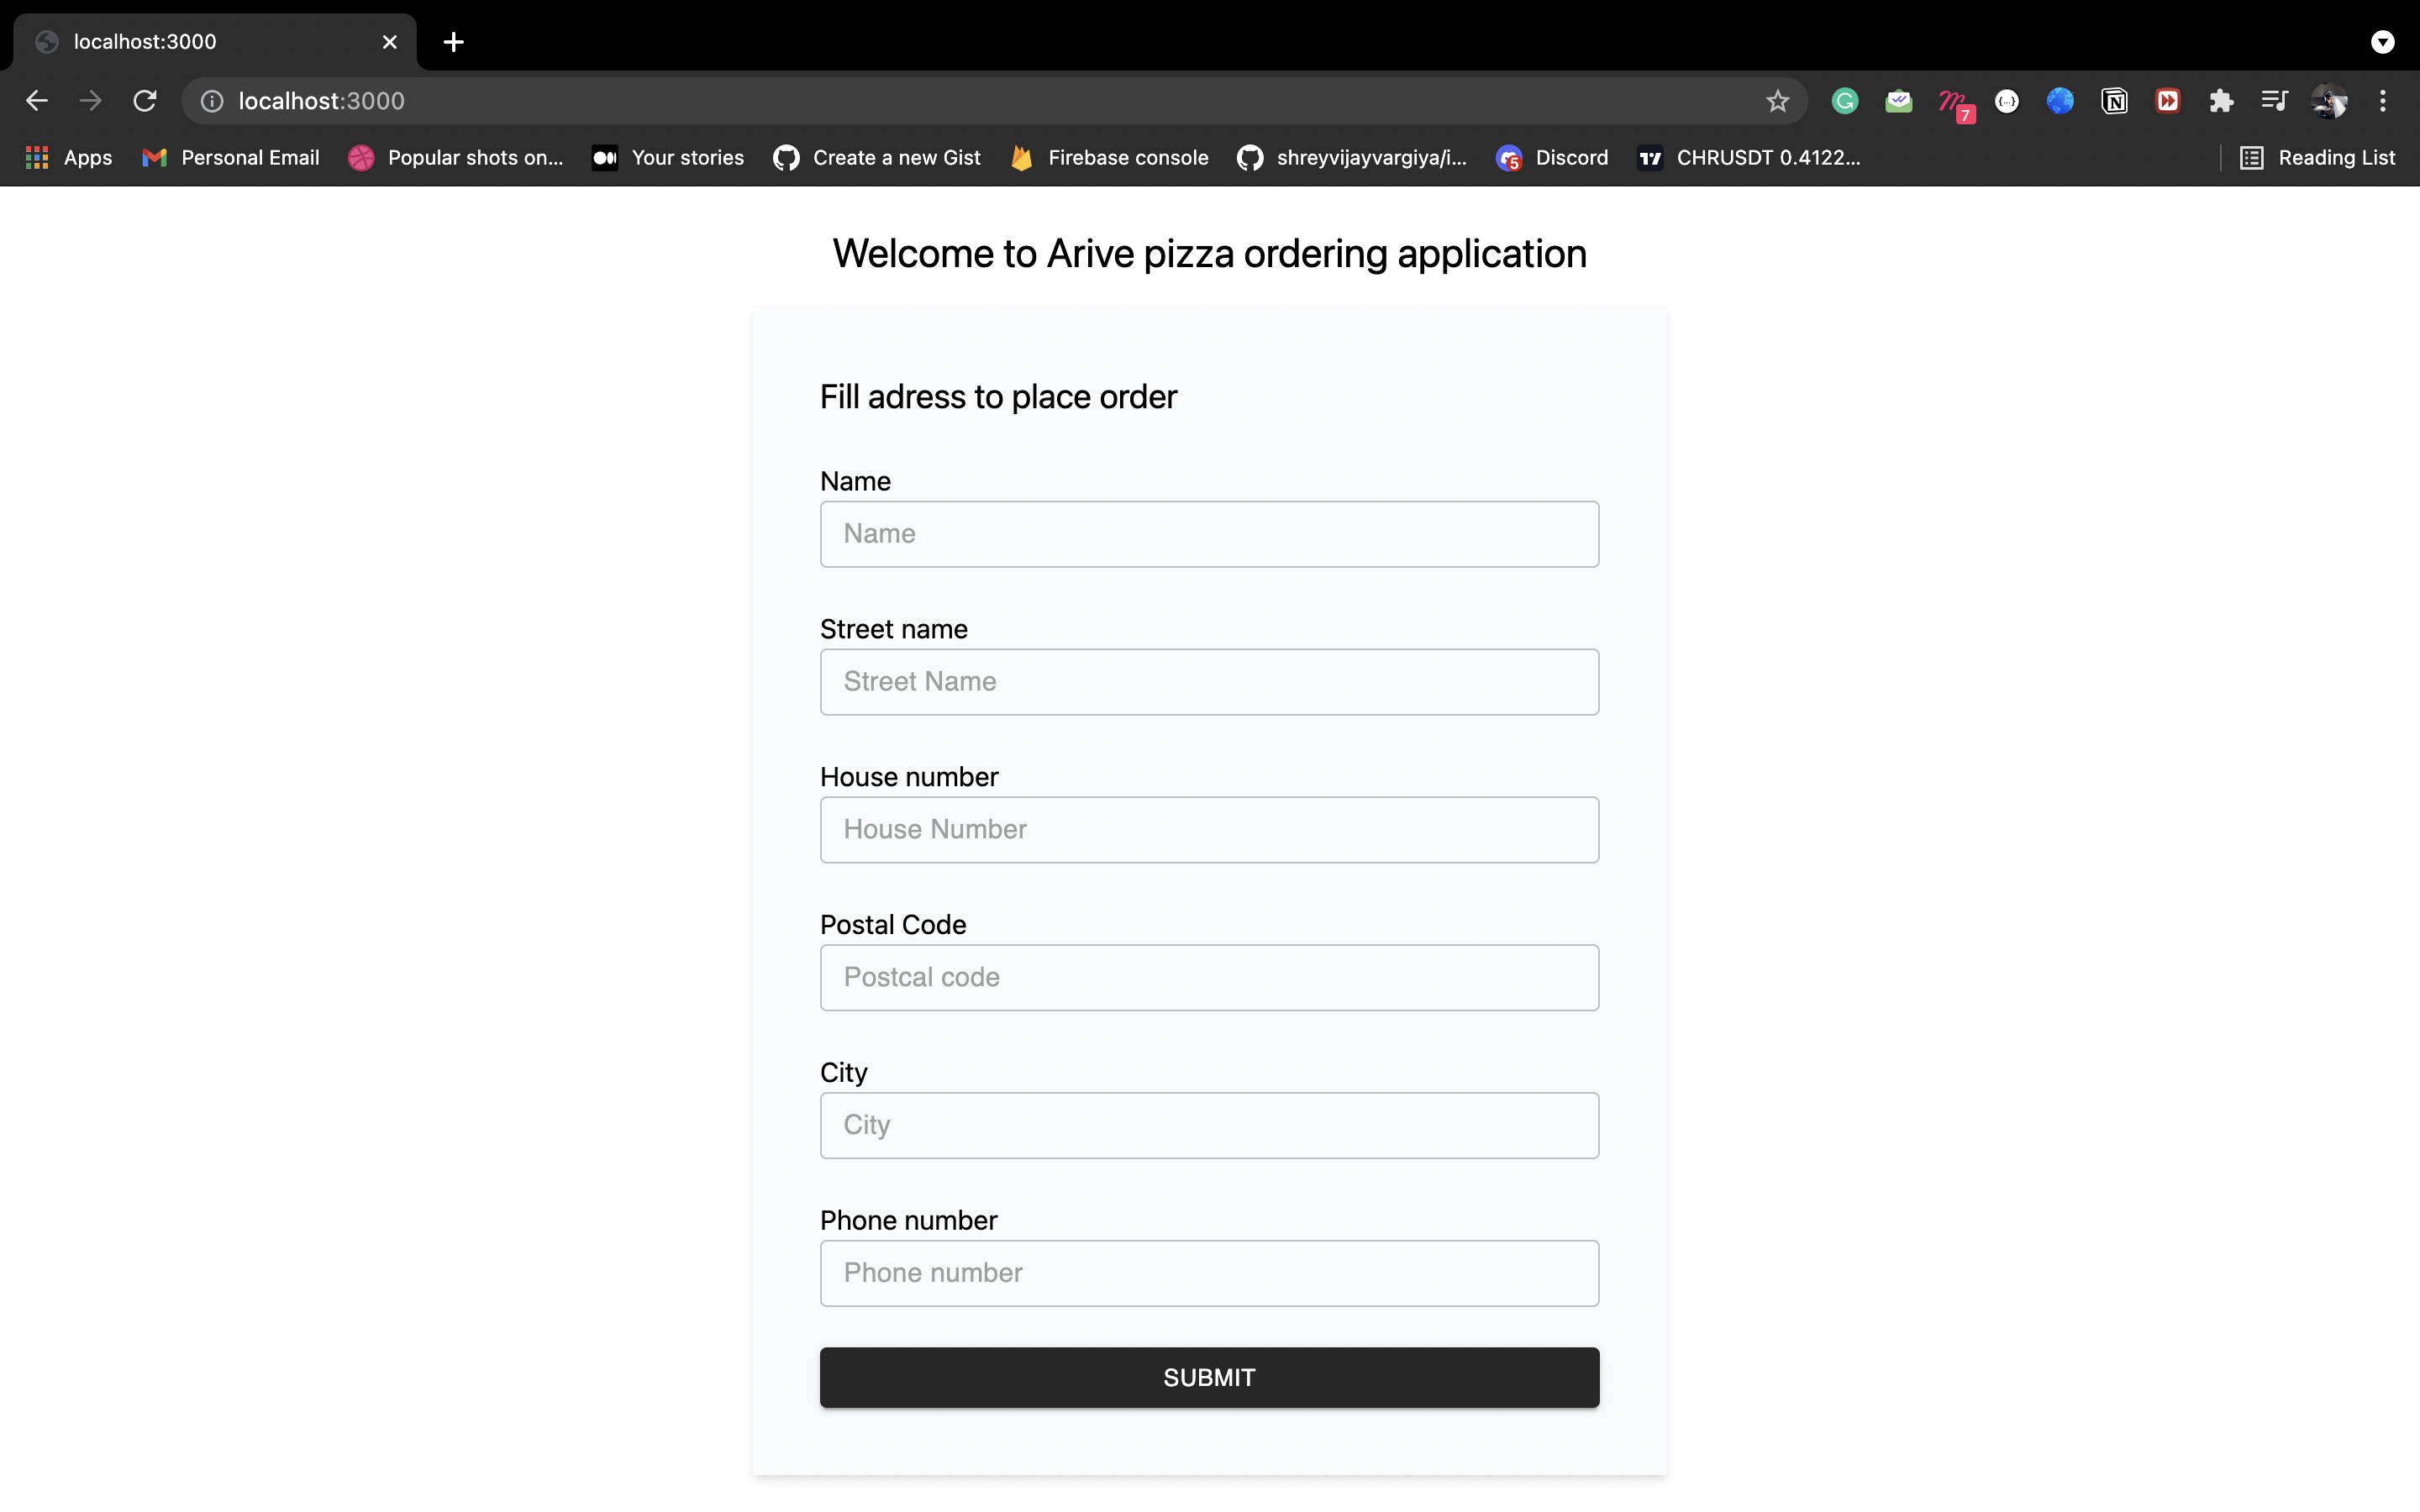 localhost:3000
localhost:3000
7
Apps
Personal Email
Popular shots on...
Your stories
Create a new Gist
Firebase console
shreyvijayvargiya/i...
5
Discord
CHRUSDT 0.4122...
Reading List
Welcome to Arive pizza ordering application
Fill adress to place order
Name
Name
Street name
Street Name
House number
House Number
Postal Code
Postcal code
City
City
Phone number
Phone number
SUBMIT